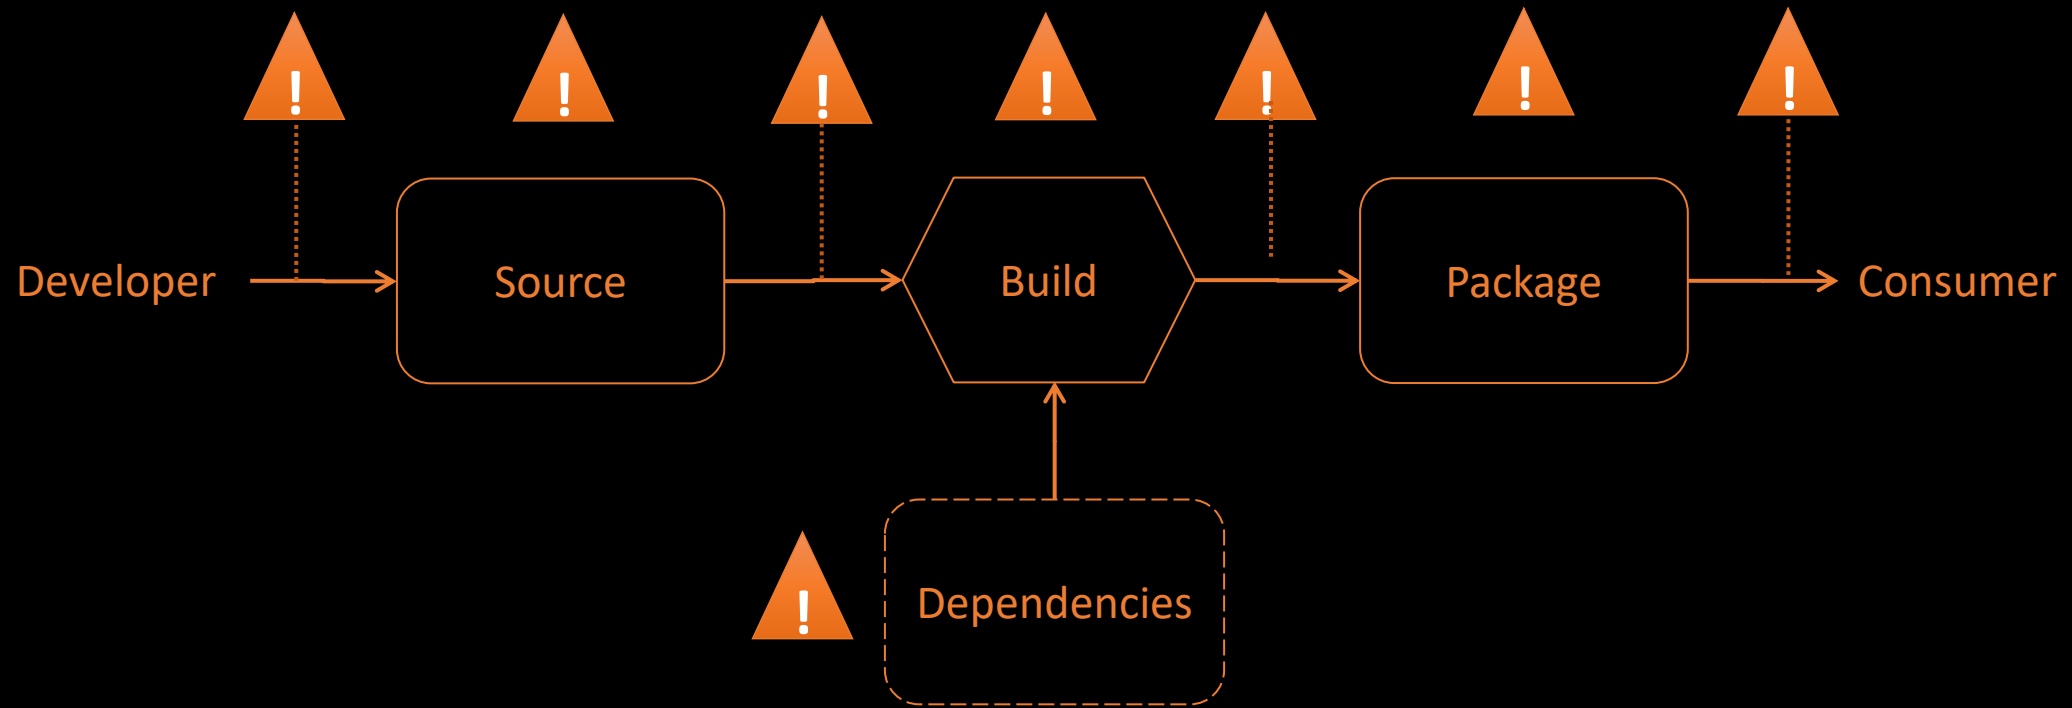 ! ! ! ! ! ! !
Developer Source Build Package Consumer
! Dependencies